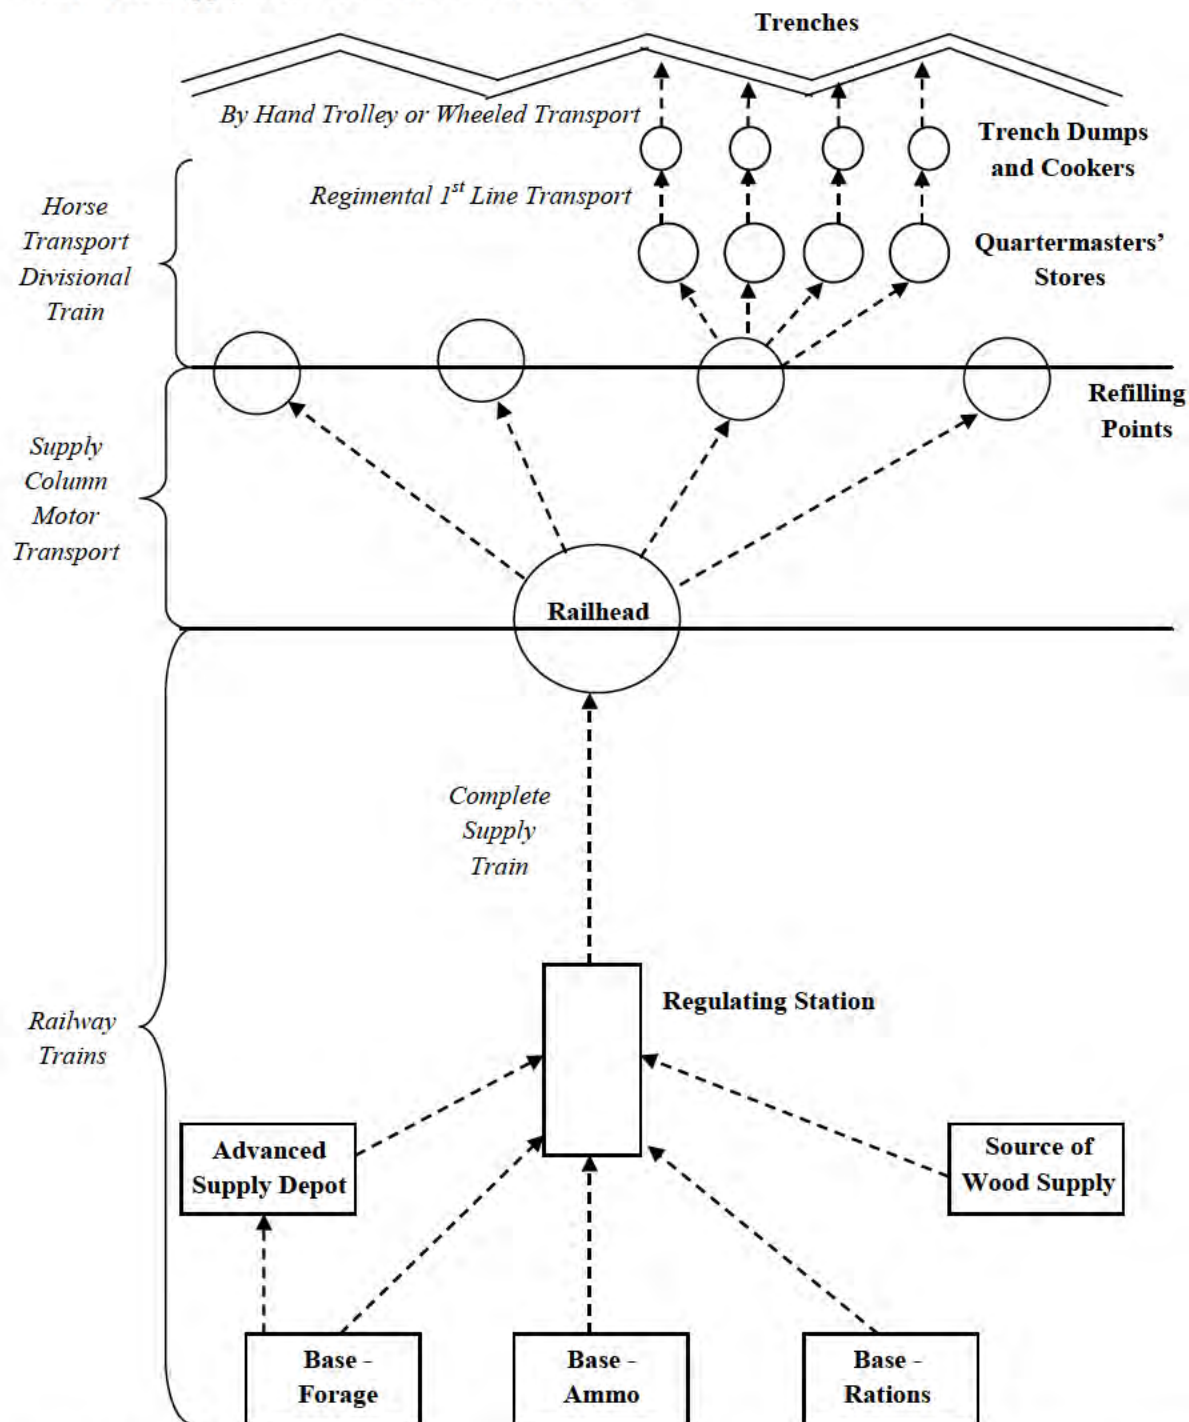 Trenches
By Hand Trolley or Wheeled Transport
Trench Dumps
and Cookers
Regimental 1st Line Transport
Horse
Transport
Divisional
Train
Quartermasters’
Stores
Refilling
Points
Supply
Column
Motor
Transport
Railhead
Complete
Supply
Train
Regulating Station
Railway
Trains
Advanced
Supply Depot
Source of
Wood Supply
Base -
Forage
Base -
Ammo
Base -
Rations